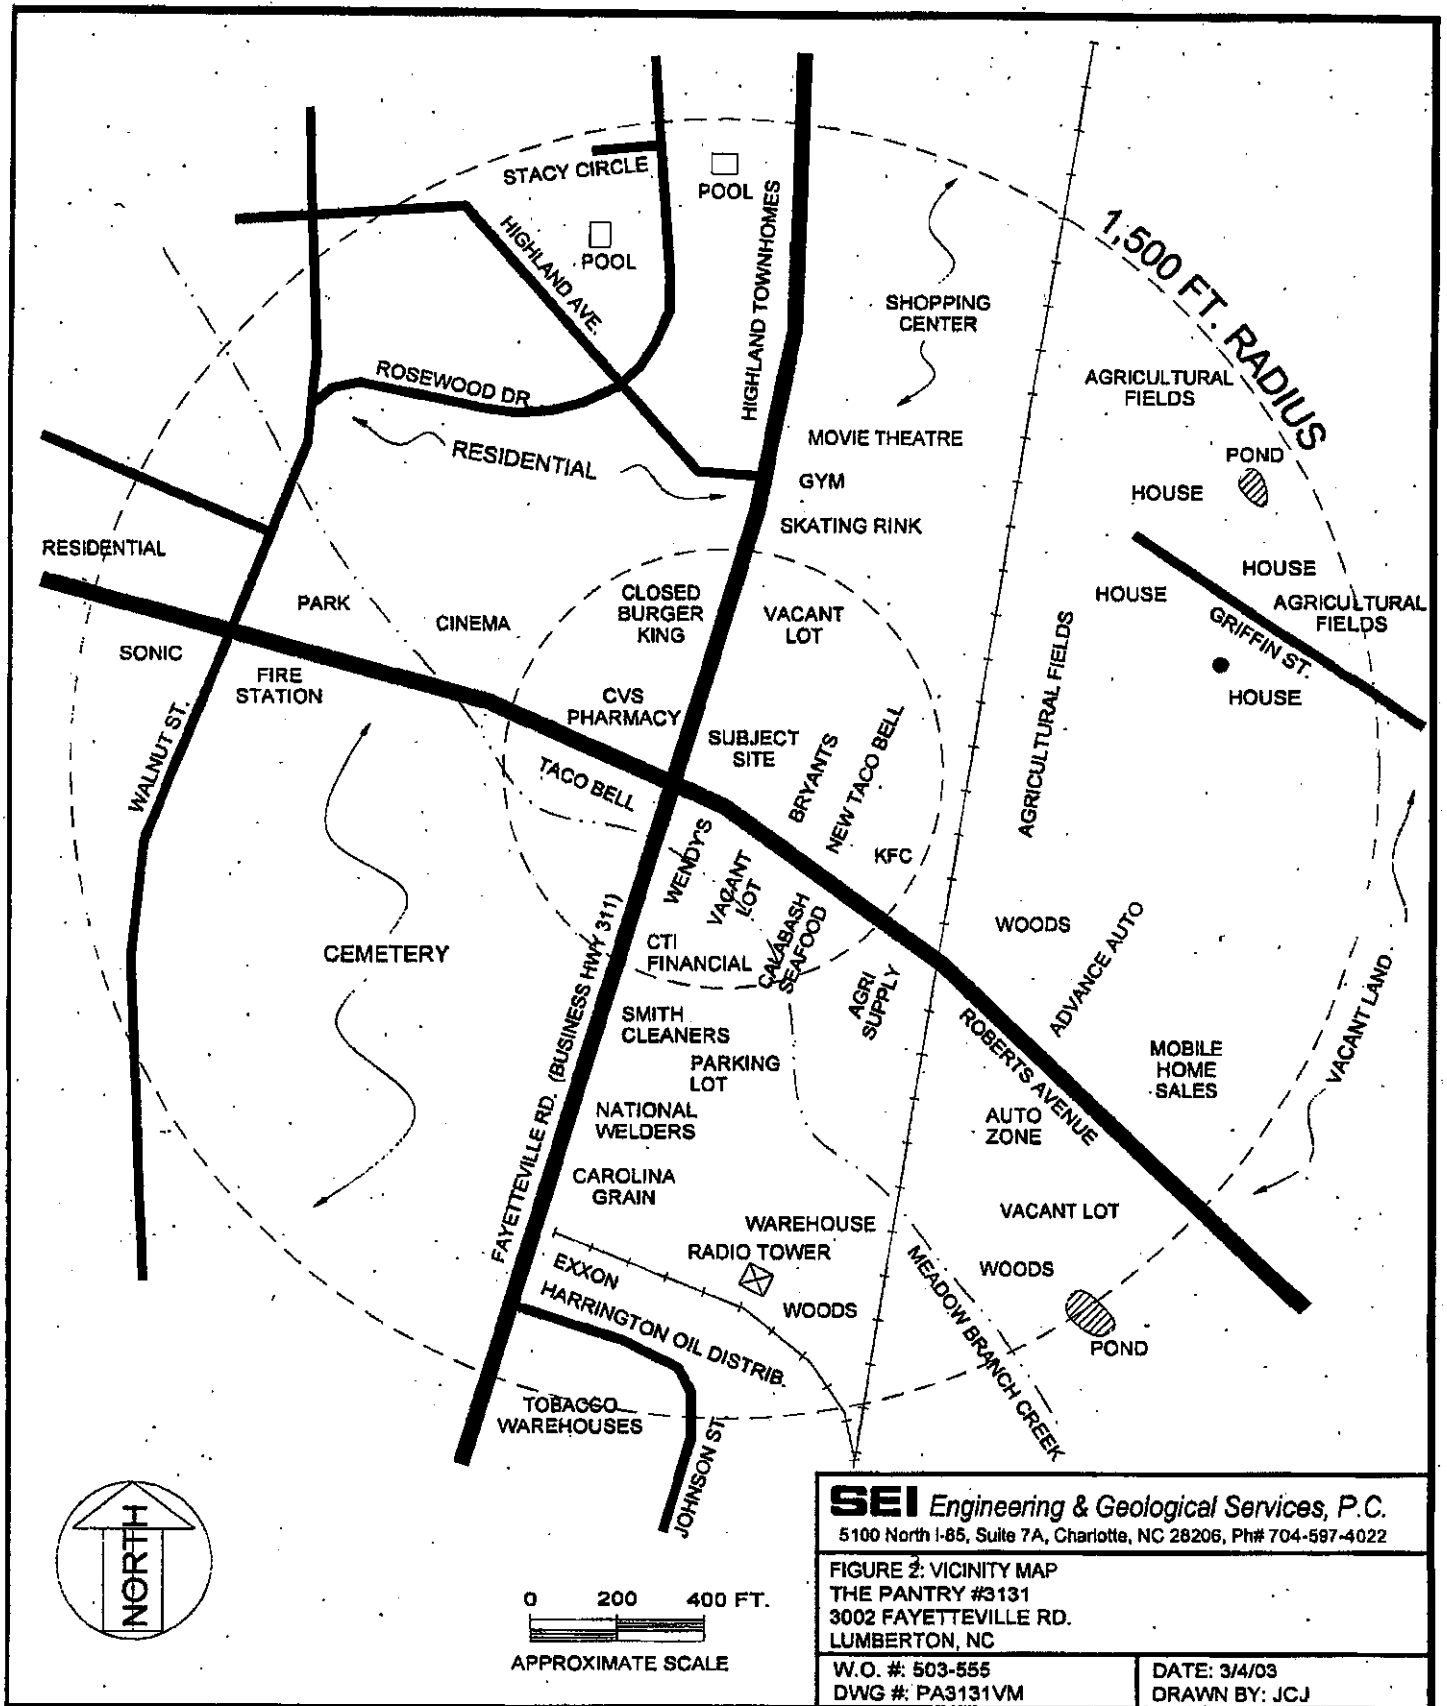 STACY CIRCLE
POOL
POOL
HIGHLAND AVE.
HIGHLAND TOWNHOMES
1,500 FT. RADIUS
SHOPPING
CENTER
ROSEWOOD DR.
AGRICULTURAL
FIELDS
MOVIE THEATRE
RESIDENTIAL
POND
GYM
HOUSE
SKATING RINK
RESIDENTIAL
HOUSE
HOUSE
AGRICULTURAL
FIELDS
GRIFFIN ST.
HOUSE
PARK
CINEMA
CLOSED
BURGER
KING
VACANT
LOT
SONIC
FIRE
STATION
CVS
PHARMACY
SUBJECT
SITE
WALNUT ST.
TACO BELL
BRYANTS
NEW TACO BELL
AGRICULTURAL FIELDS
KFC
WENDY'S
VACANT
LOT
CALABASH
SEAFOOD
WOODS
ADVANCE AUTO
CEMETERY
CTI
FINANCIAL
AGRI
SUPPLY
FAYETTEVILLE RD. (BUSINESS HWY 311)
SMITH
CLEANERS
PARKING
LOT
ROBERTS AVENUE
MOBILE
HOME
SALES
VACANT LAND
NATIONAL
WELDERS
AUTO
ZONE
CAROLINA
GRAIN
VACANT LOT
WAREHOUSE
RADIO TOWER
EXXON
WOODS
WOODS
HARRINGTON OIL DISTRIB.
MEADOW BRANCH CREEK
POND
TOBACCO
WAREHOUSES
JOHNSON ST.
NORTH
0 200 400 FT.
APPROXIMATE SCALE
SEI Engineering & Geological Services, P.C.
5100 North I-85, Suite 7A, Charlotte, NC 28206, Ph# 704-597-4022
FIGURE 2: VICINITY MAP
THE PANTRY #3131
3002 FAYETTEVILLE RD.
LUMBERTON, NC
W.O. #: 503-555
DWG #: PA3131VM
DATE: 3/4/03
DRAWN BY: JCJ